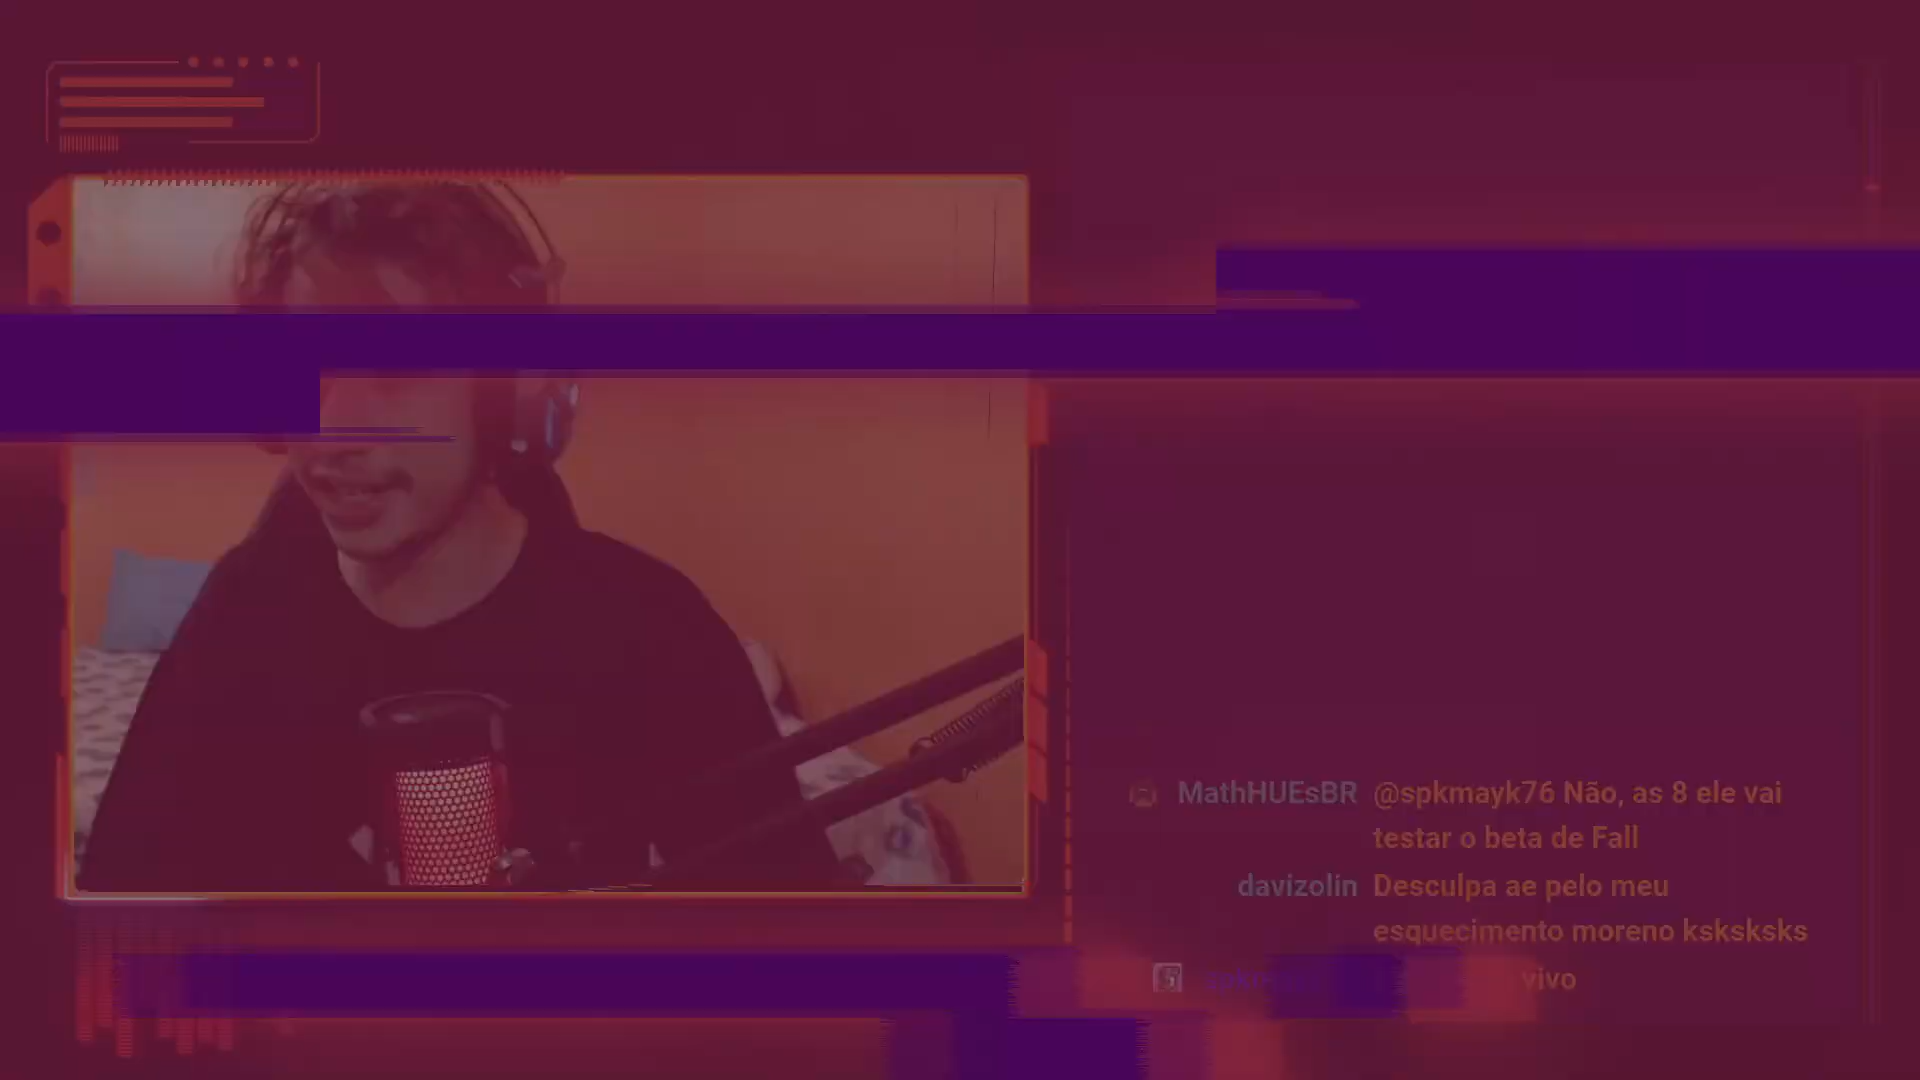 MathHUEsBR @spkmayk76 Não, as 8 ele vai
testar o beta de Fall
davizolin Desculpa ae pelo meu
esquecimento moreno ksksksks
vivo